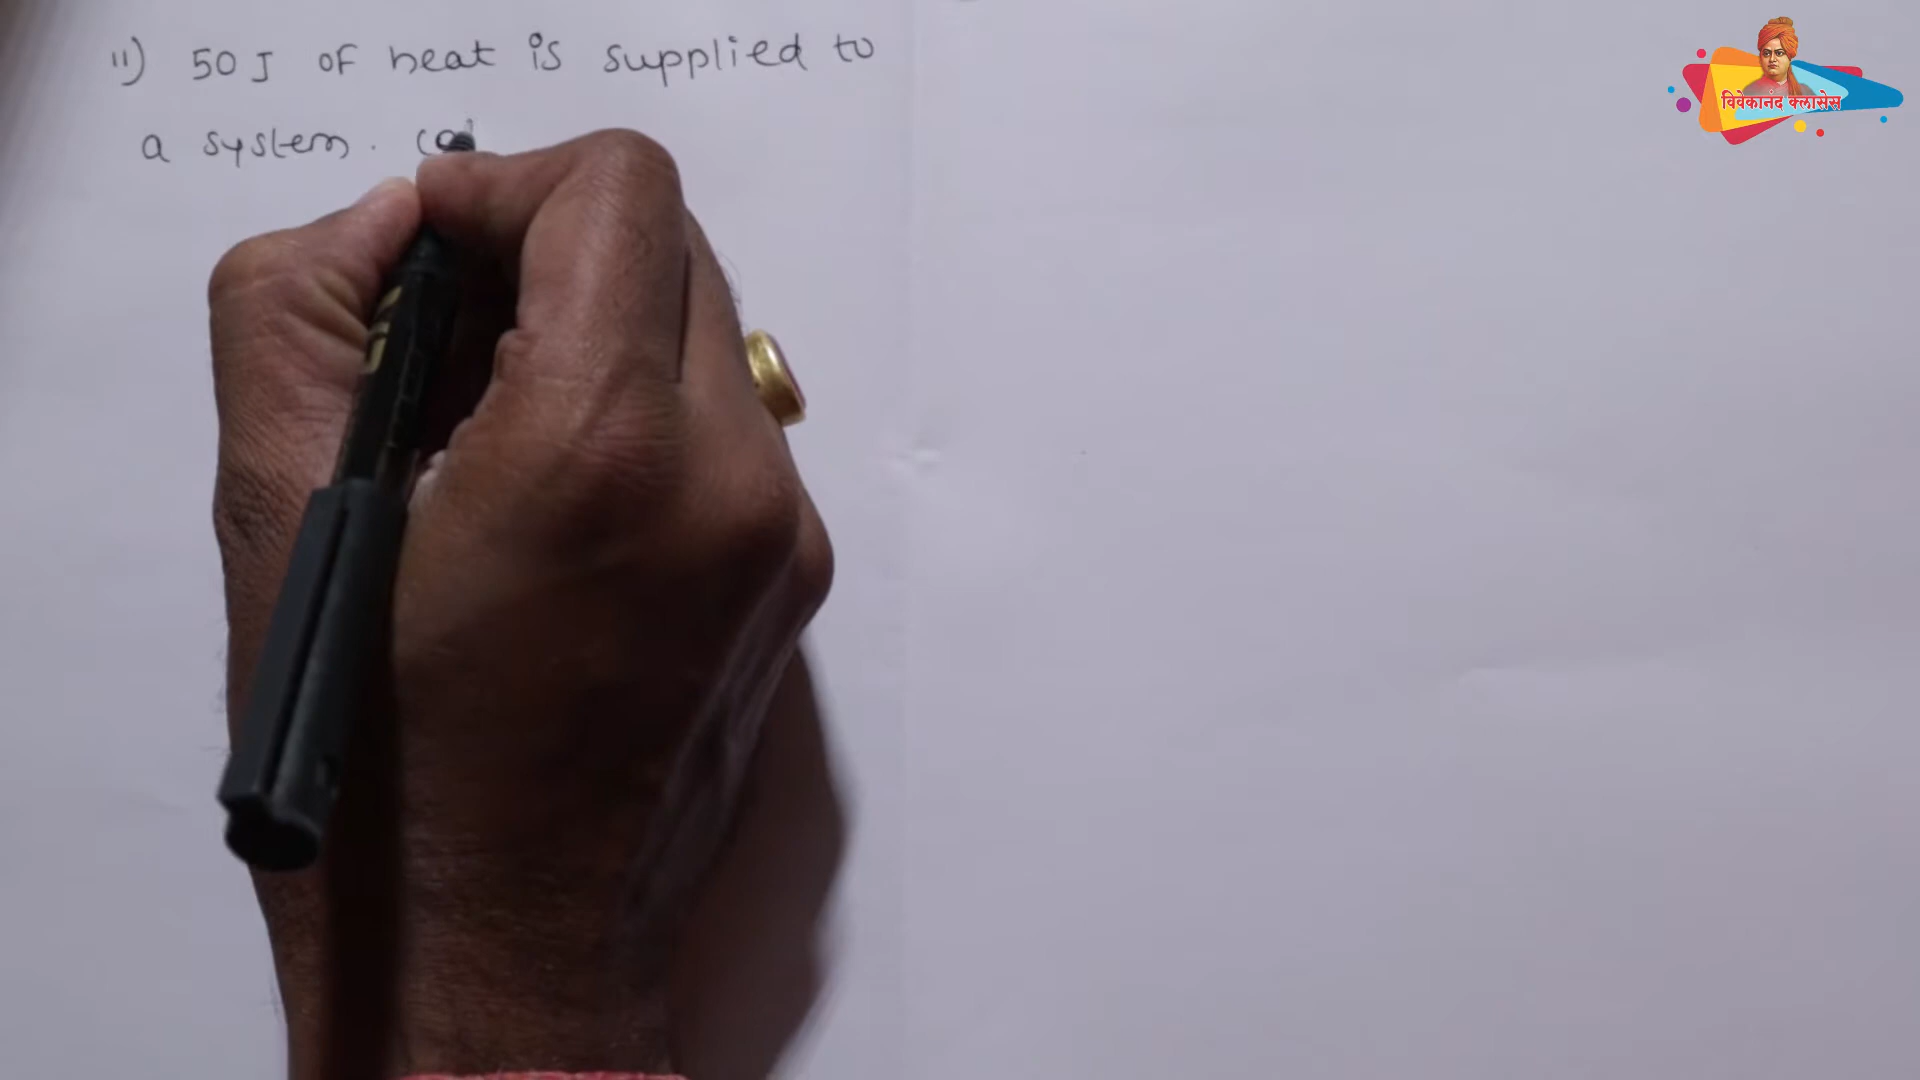 11) 50 J of heat is supplied to
a system.
विवेकानंद क्लासेस